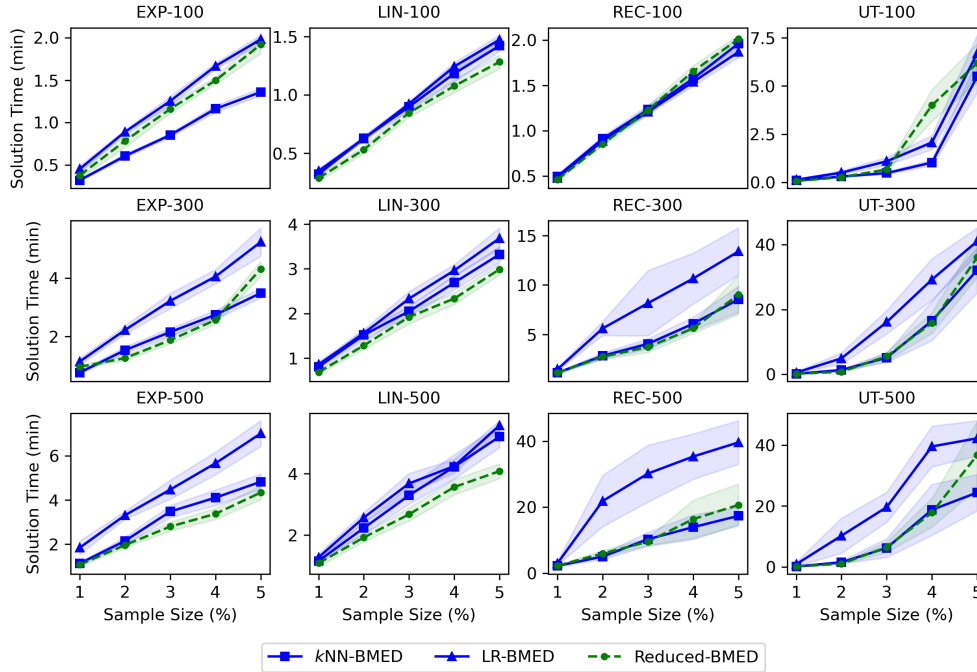 EXP-100 LIN-100 REC-100 UT-100
Solution Time (min)
2.0 1.5 2.0 7.5
1.5 1.0 1.5 5.0
1.0 0.5 1.0 2.5
0.5 0.5 0.0
EXP-300 LIN-300 REC-300 UT-300
Solution Time (min)
4 4 15 40
2 3 10 20
2 5 0
1
EXP-500 LIN-500 REC-500 UT-500
Solution Time (min)
6 4 40 40
4 2 20 20
2 0 0
1 2 3 4 5 1 2 3 4 5 1 2 3 4 5 1 2 3 4 5
Sample Size (%) Sample Size (%) Sample Size (%) Sample Size (%)
kNN-BMED LR-BMED Reduced-BMED